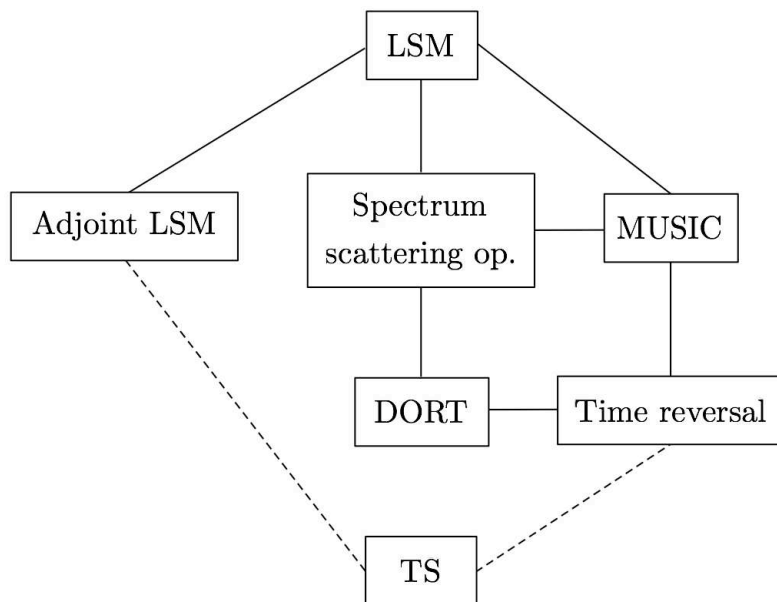 LSM
Adjoint LSM
Spectrum
scattering op.
MUSIC
DORT
Time reversal
TS